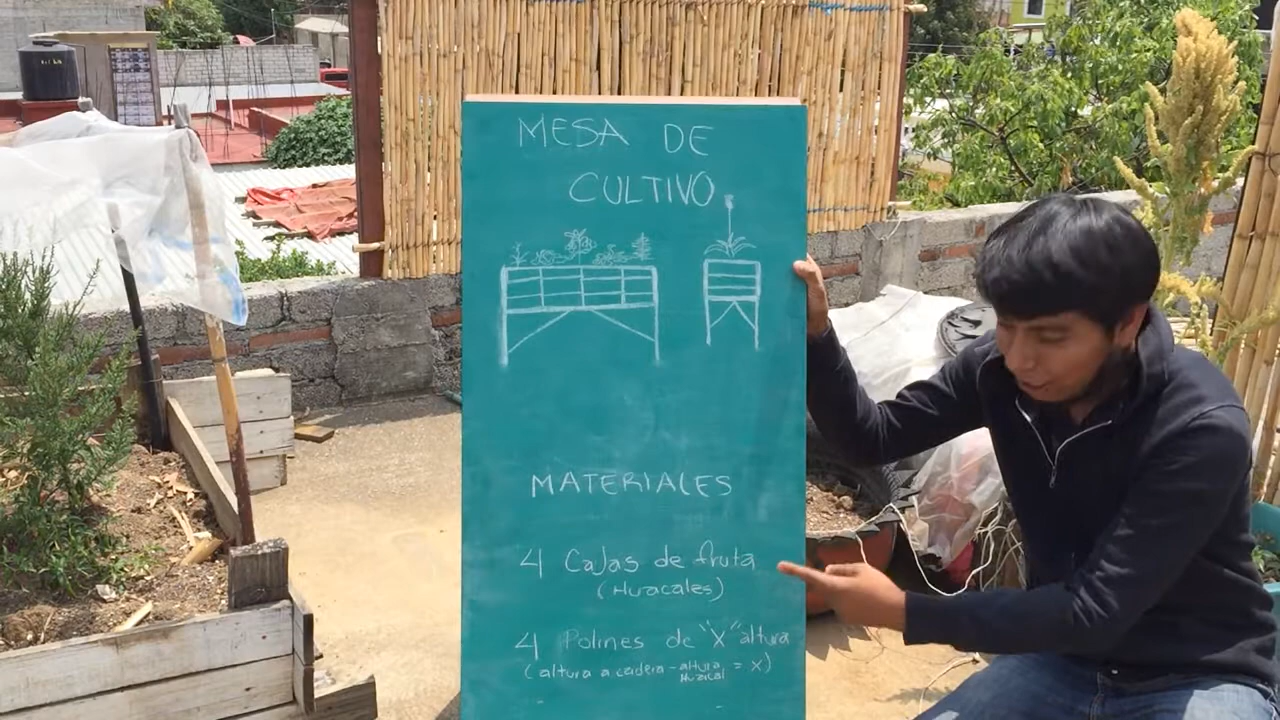 MESA DE
CULTIVO
MATERIALES
4 Cajas de fruta
(Huacales)
4 Polines de "X" altura
(altura a cadera - altura Huacal = X)